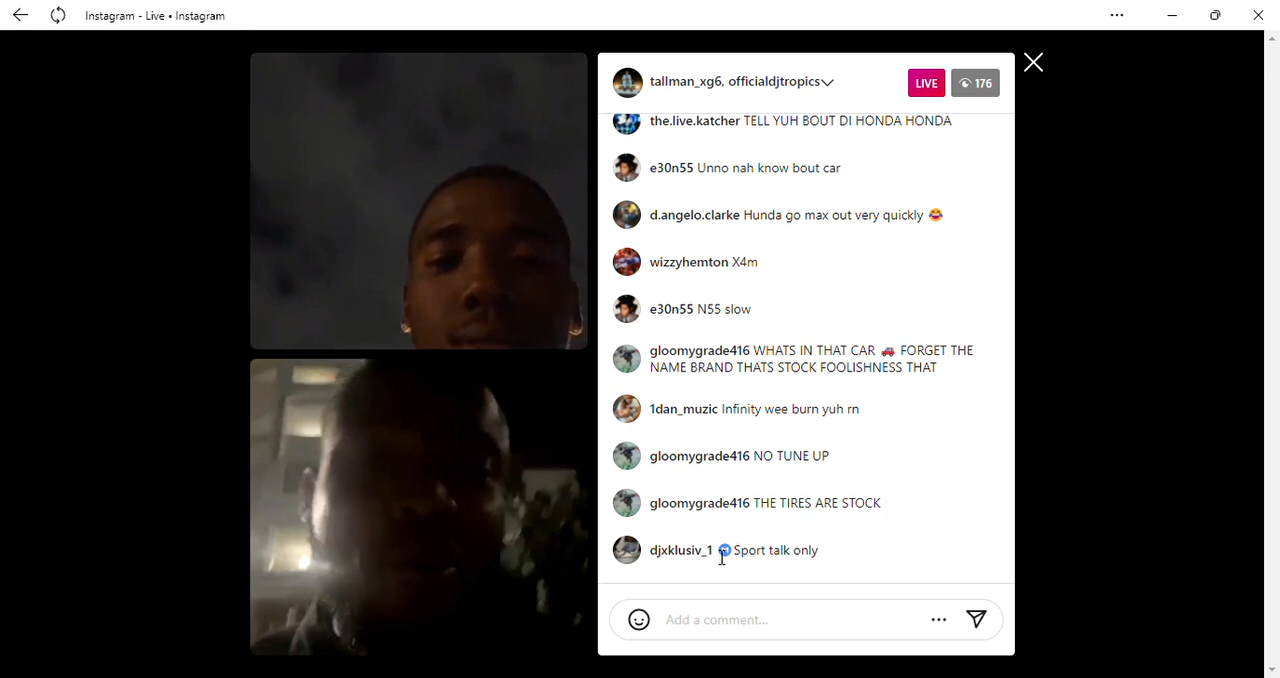 Instagram - Live • Instagram
tallman_xg6, officialdjtropics
LIVE
176
the.live.katcher TELL YUH BOUT DI HONDA HONDA
e30n55 Unno nah know bout car
d.angelo.clarke Hunda go max out very quickly 😂
wizzyhemton X4m
e30n55 N55 slow
gloomygrade416 WHATS IN THAT CAR 🚗 FORGET THE
NAME BRAND THATS STOCK FOOLISHNESS THAT
1dan_muzic Infinity wee burn yuh rn
gloomygrade416 NO TUNE UP
gloomygrade416 THE TIRES ARE STOCK
djxklusiv_1 Sport talk only
Add a comment...